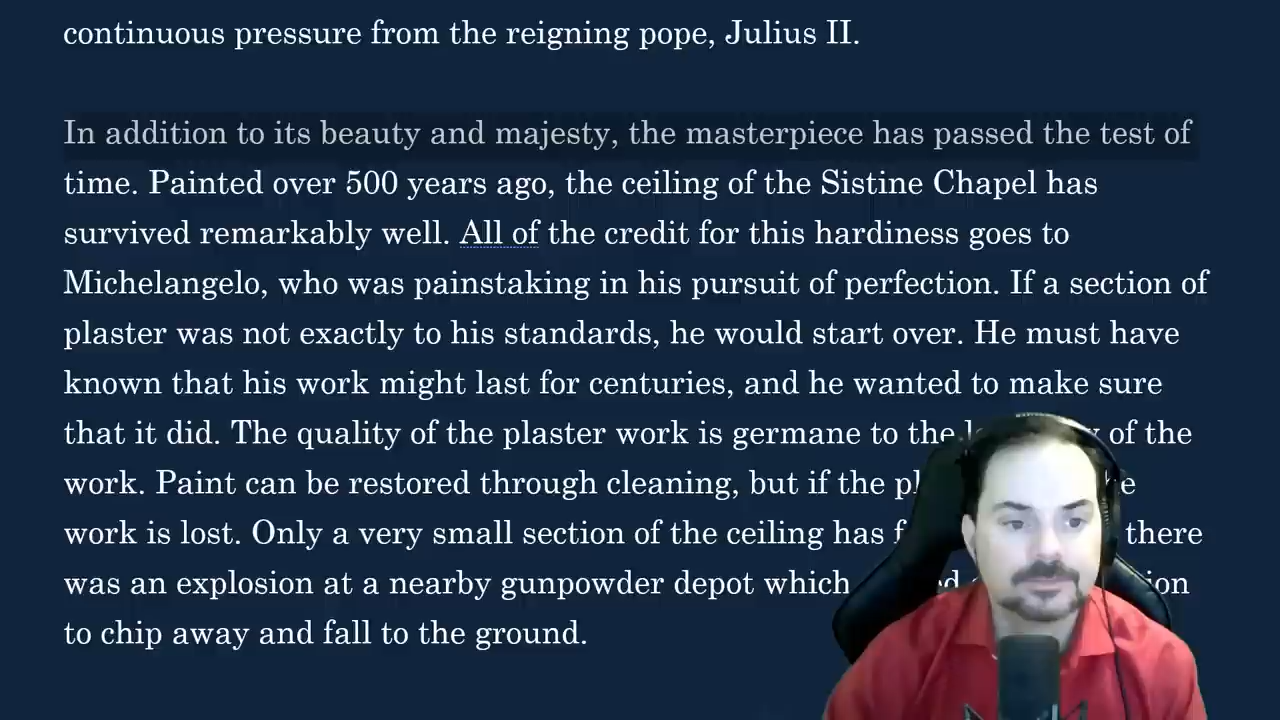 continuous pressure from the reigning pope, Julius II.
In addition to its beauty and majesty, the masterpiece has passed the test of
time. Painted over 500 years ago, the ceiling of the Sistine Chapel has
survived remarkably well. All of the credit for this hardiness goes to
Michelangelo, who was painstaking in his pursuit of perfection. If a section of
plaster was not exactly to his standards, he would start over. He must have
known that his work might last for centuries, and he wanted to make sure
that it did. The quality of the plaster work is germane to the of the
work. Paint can be restored through cleaning, but if the
work is lost. Only a very small section of the ceiling has there
was an explosion at a nearby gunpowder depot which
to chip away and fall to the ground.